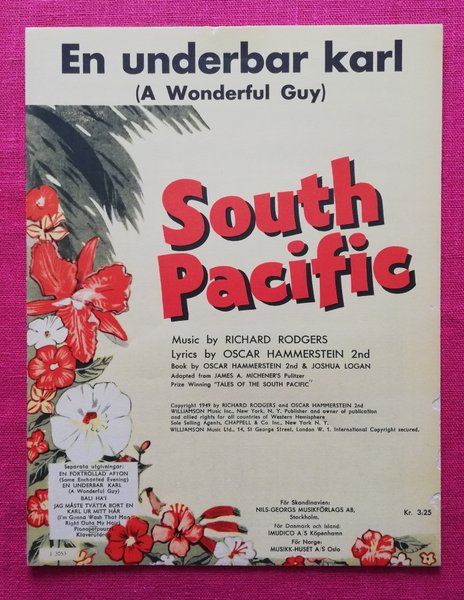 En underbar karl
(A Wonderful Guy)
South
Pacific
Music by RICHARD RODGERS
Lyrics by OSCAR HAMMERSTEIN 2nd
Book by OSCAR HAMMERSTEIN 2nd & JOSHUA LOGAN
Adapted from JAMES A. MICHENER'S Pulitzer
Prize Winning "TALES OF THE SOUTH PACIFIC"
Copyright 1949 by RICHARD RODGERS and OSCAR HAMMERSTEIN 2nd
WILLIAMSON Music Inc., New York, N. Y. Publisher and owner of publication
and allied rights for all countries of Western Hemisphere
Sole Selling Agents, CHAPPELL & Co. Inc., New York N. Y.
WILLIAMSON Music Ltd., 14, St George Street, London W. 1. International Copyright secured.
Separata utgivningar:
EN FÖRTROLLAD AFTON
(Some Enchanted Evening)
EN UNDERBAR KARL
(A Wonderful Guy)
BALI HA'I
JAG MÅSTE TVÄTTA BORT EN
KARL UR MITT HÅR
(I'm Gonna Wash That Man
Right Outa My Hair)
Pianopotpourri
Klaverutdrag
För Skandinavien:
NILS-GEORGS MUSIKFÖRLAGS AB,
Stockholm.
För Danmark och Island:
IMUDICO A/S Köpenhamn
För Norge:
MUSIKK-HUSET A/S Oslo
Kr. 3:25